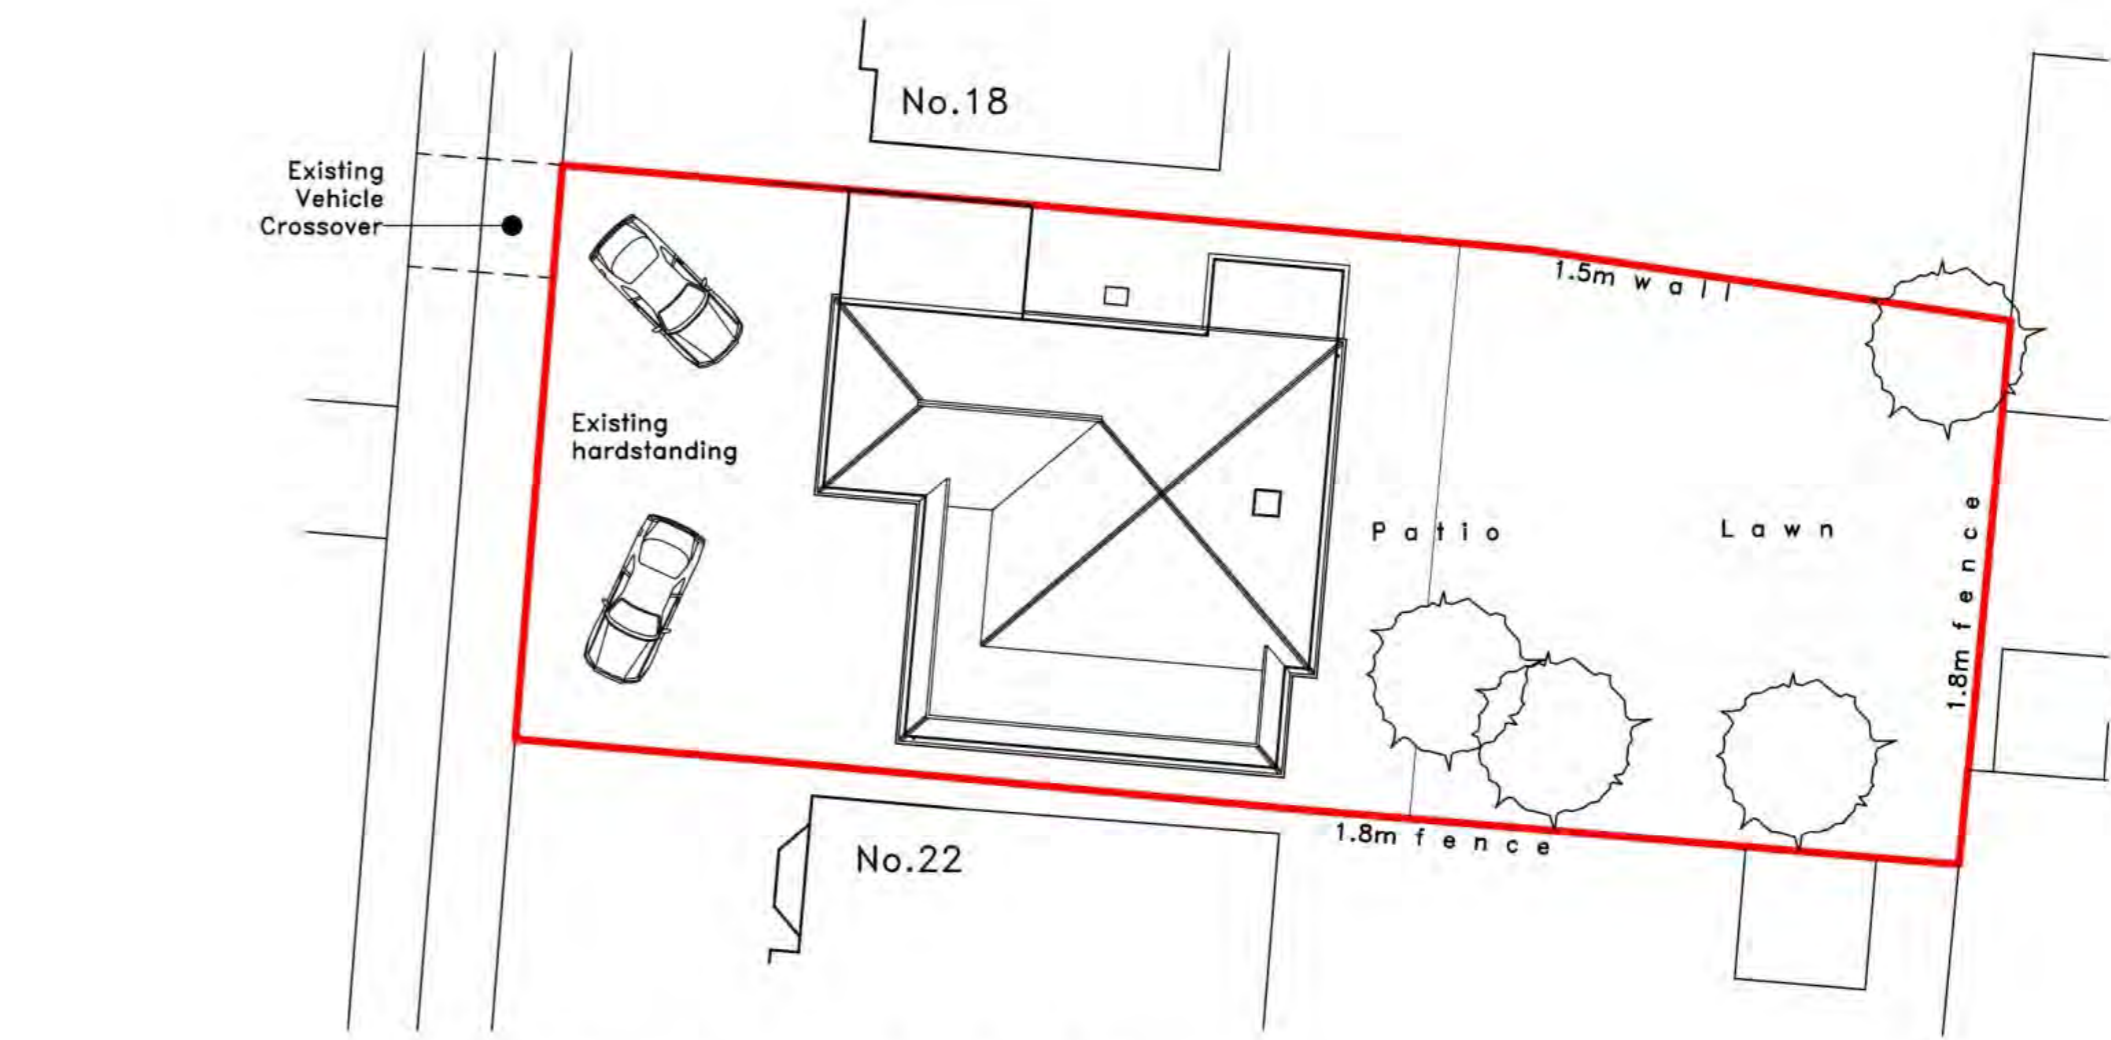 No.18
Existing
Vehicle
Crossover
1.5m wall
Existing
hardstanding
Patio
Lawn
1.8m fence
1.8m fence
No.22